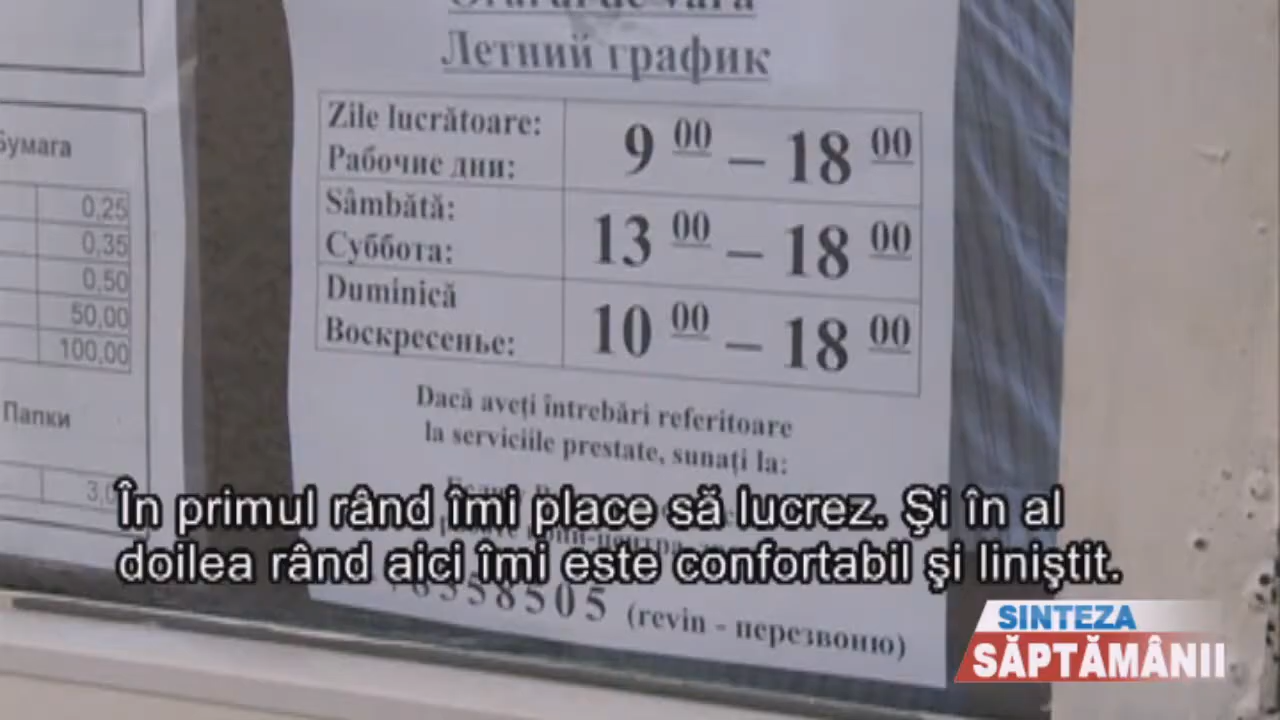 Летний график
Zile lucrătoare:
Рабочие дни:
9 00 – 18 00
Sâmbătă:
Суббота:
13 00 – 18 00
Duminică
Воскресенье:
10 00 – 18 00
Dacă aveți întrebări referitoare
la serviciile prestate, sunați la:
(revin - перезвоню)
Бумага
0,25
0,35
0,50
50,00
100,00
Папки
În primul rând îmi place să lucrez. Şi în al
doilea rând aici îmi este confortabil şi liniştit.
SINTEZA
SĂPTĂMÂNII